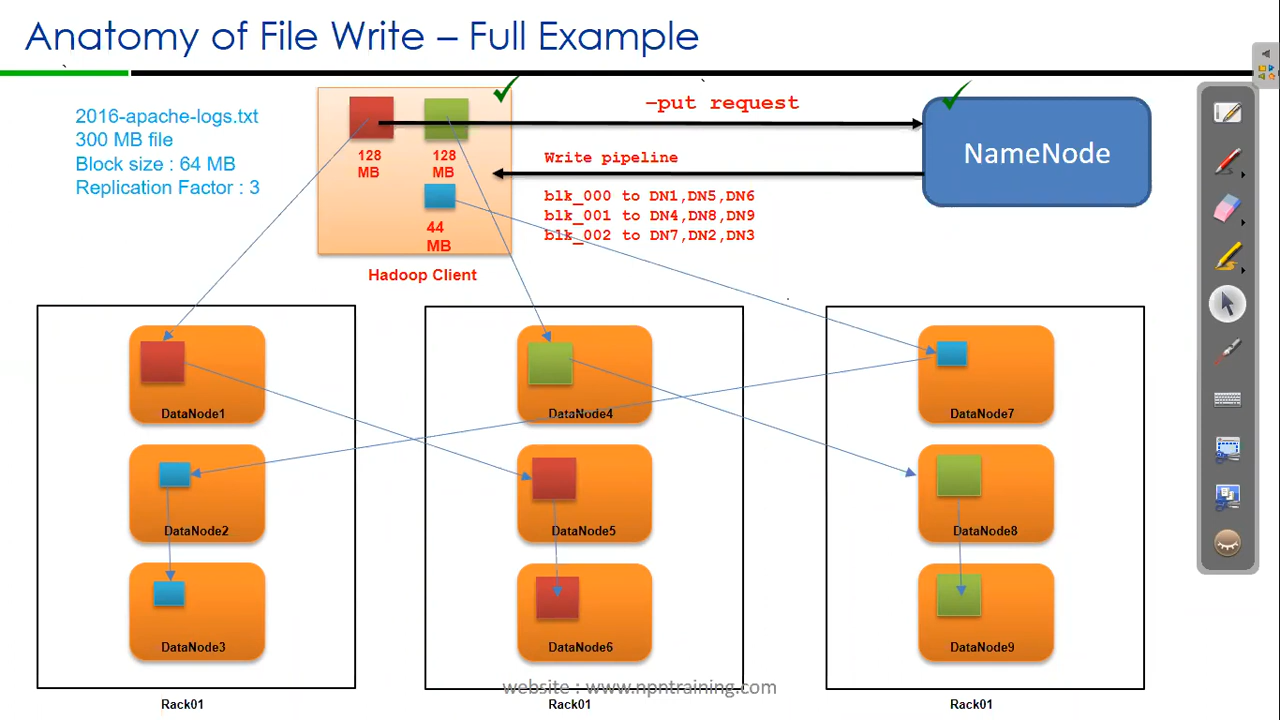 Anatomy of File Write – Full Example
2016-apache-logs.txt
300 MB file
Block size : 64 MB
Replication Factor : 3
128
MB
128
MB
44
MB
Hadoop Client
–put request
Write pipeline
blk_000 to DN1,DN5,DN6
blk_001 to DN4,DN8,DN9
blk_002 to DN7,DN2,DN3
NameNode
DataNode1
DataNode2
DataNode3
Rack01
DataNode4
DataNode5
DataNode6
Rack01
DataNode7
DataNode8
DataNode9
Rack01
website : www.npntraining.com